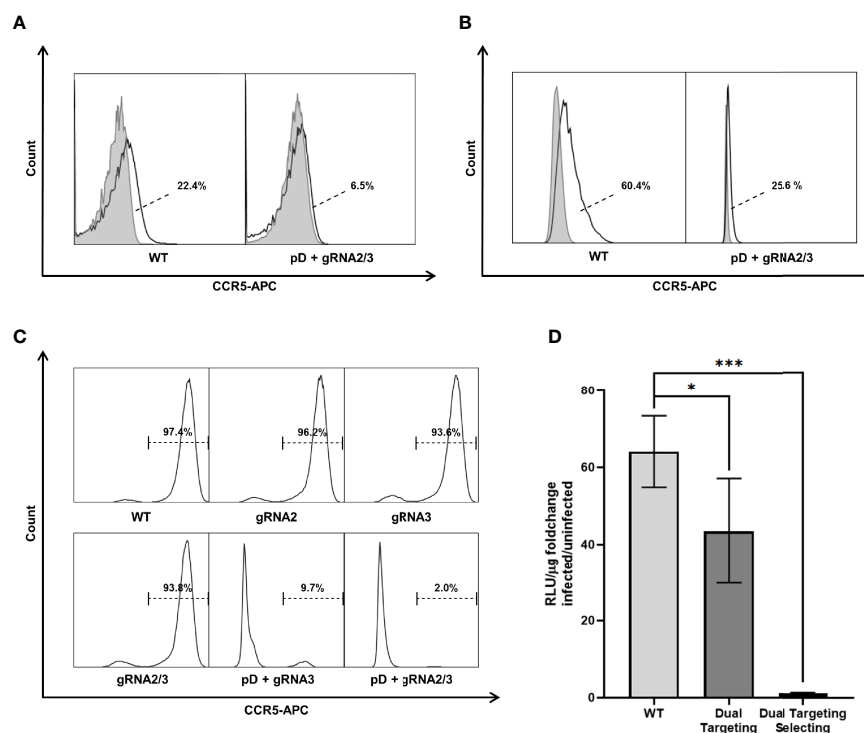 A
Count
22.4%
6.5%
WT
pD + gRNA2/3
CCR5-APC
B
Count
60.4%
25.6 %
WT
pD + gRNA2/3
CCR5-APC
C
Count
97.4%
96.2%
93.6%
WT
gRNA2
gRNA3
93.8%
9.7%
2.0%
gRNA2/3
pD + gRNA3
pD + gRNA2/3
CCR5-APC
D
RLU/µg foldchange
infected/uninfected
80
60
40
20
0
***
*
WT
Dual
Targeting
Dual Targeting
Selecting